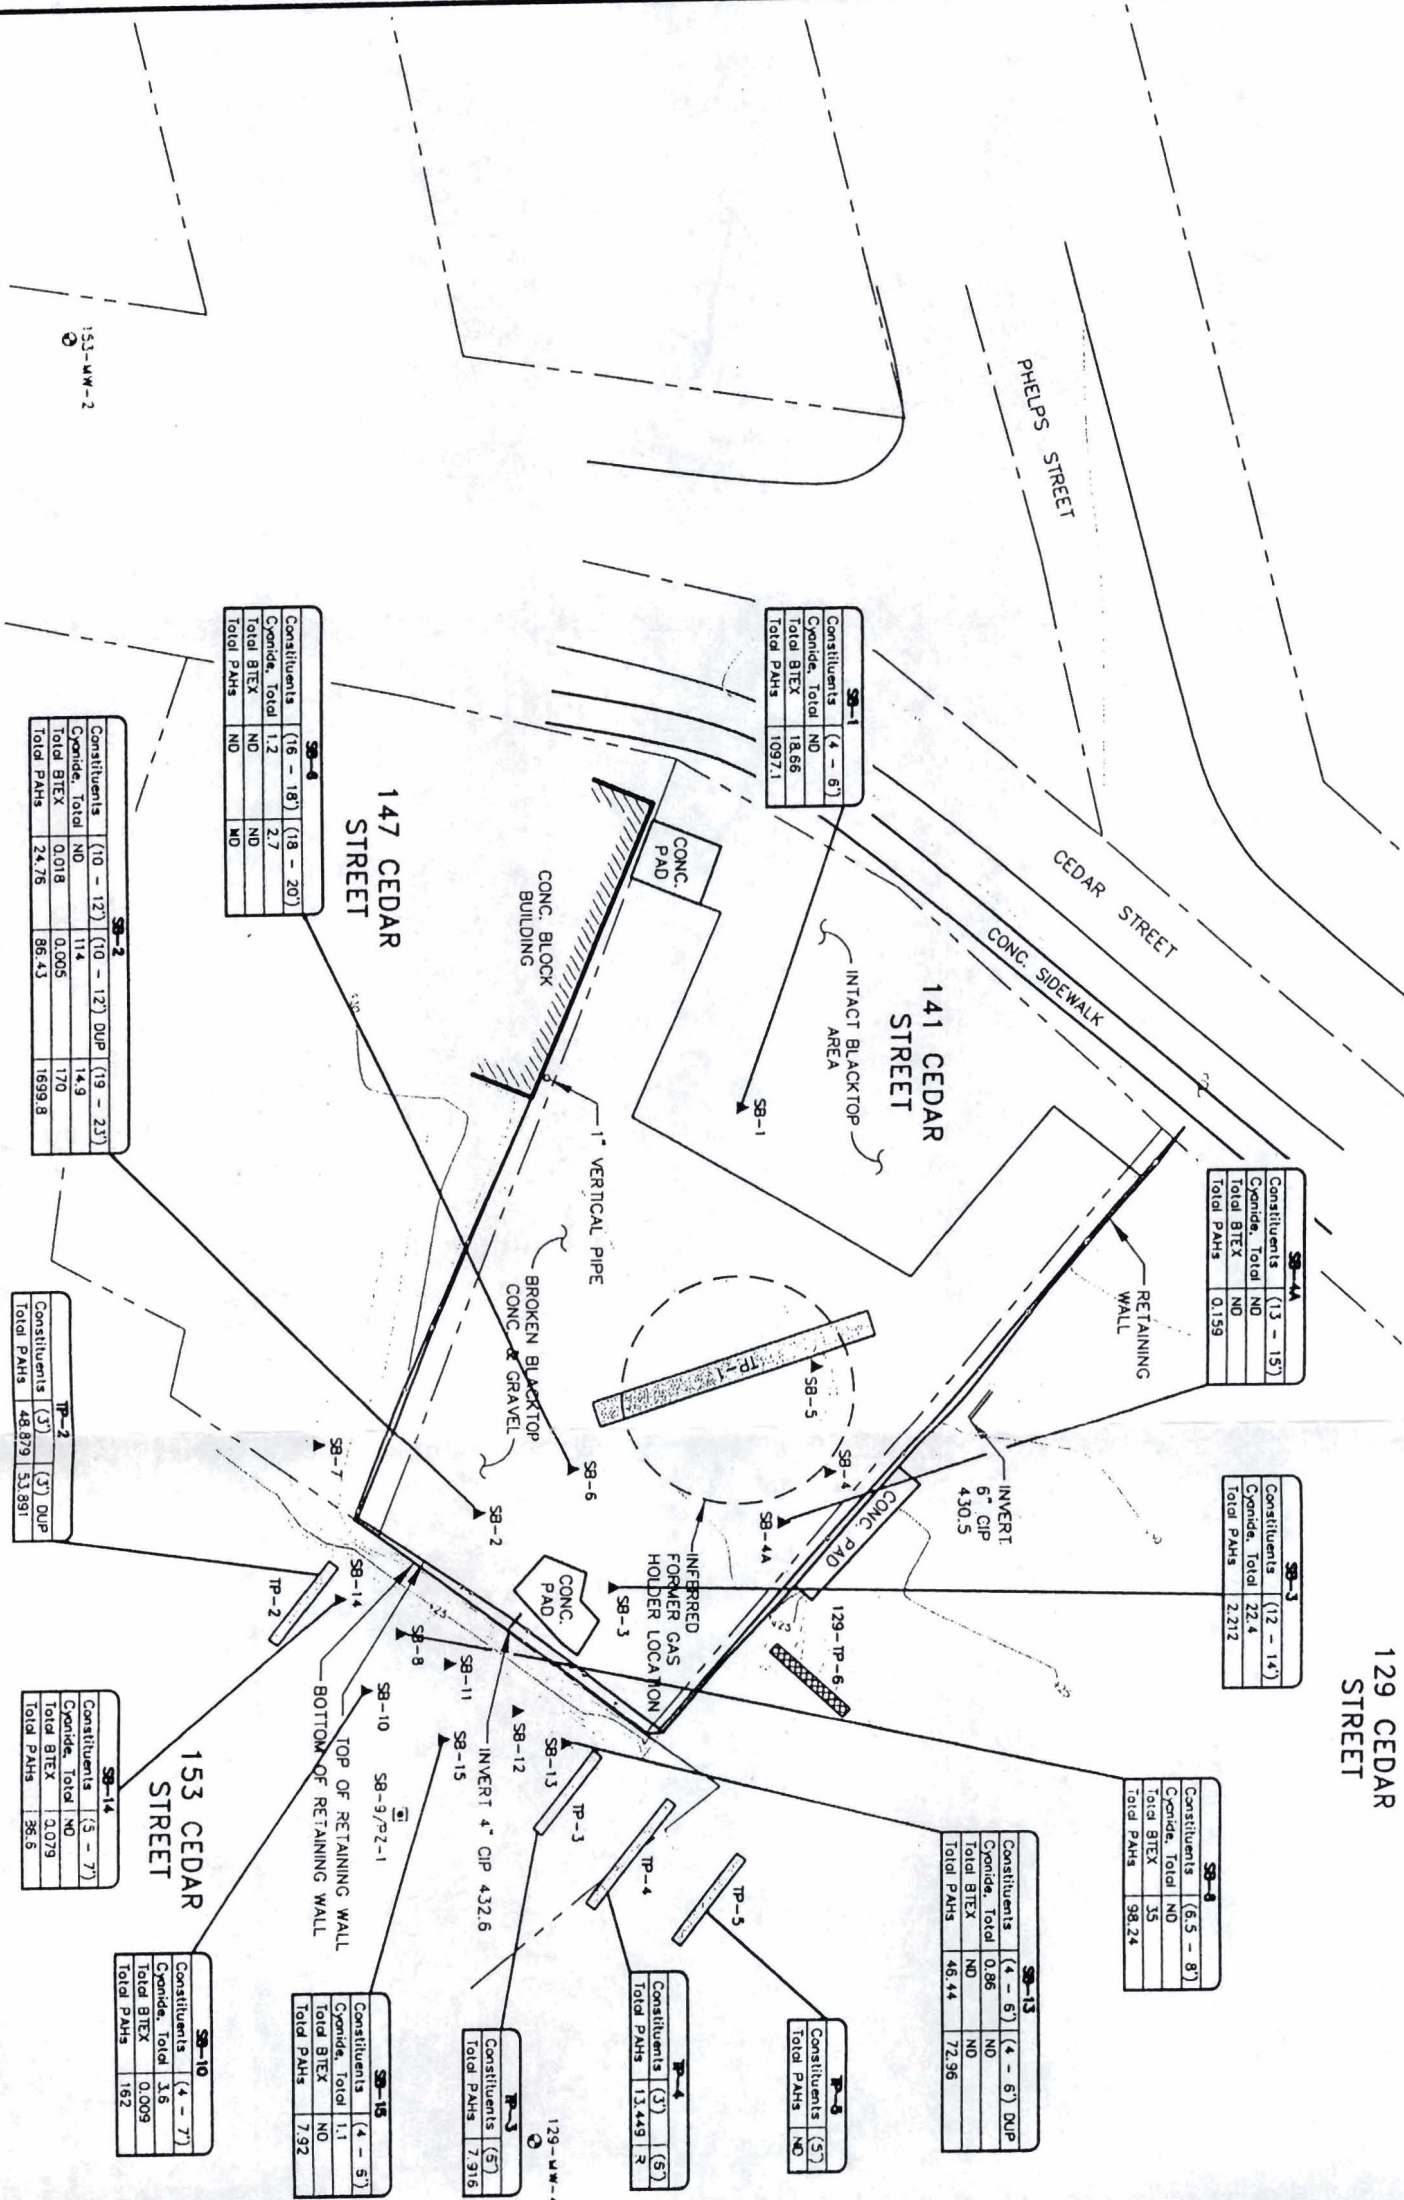 129 CEDAR
STREET
PHELPS STREET
CEDAR STREET
CONC. SIDEWALK
141 CEDAR
STREET
INTACT BLACKTOP
AREA
RETAINING
WALL
INVERT
6" CIP
430.5
SB-4A
Constituents (13 - 15')
Cyanide, Total ND
Total BTEX ND
Total PAHs 0.159
SB-3
Constituents (12 - 14')
Cyanide, Total 22.4
Total PAHs 2.212
SB-8
Constituents (6.5 - 8')
Cyanide, Total ND
Total BTEX 35
Total PAHs 98.24
SB-13
Constituents (4 - 6') (4 - 6') DUP
Cyanide, Total 0.86 ND
Total BTEX ND ND
Total PAHs 46.44 72.96
SB-1
Constituents (4 - 6')
Cyanide, Total ND
Total BTEX 18.66
Total PAHs 1097.1
CONC.
PAD
SB-1
CONC. BLOCK
BUILDING
1" VERTICAL PIPE
BROKEN BLACKTOP
CONC. & GRAVEL
TP-1
SB-5
SB-4
SB-4A
CONC. PAD
INFERRED
FORMER GAS
HOLDER LOCATION
129-TP-6
425
425
SB-3
SB-6
SB-2
CONC.
PAD
SB-7
TP-2
SB-14
SB-8
SB-11
SB-10
SB-12
SB-13
SB-15
SB-9/PZ-1
TP-3
TP-4
TP-5
425
INVERT 4" CIP 432.6
TOP OF RETAINING WALL
BOTTOM OF RETAINING WALL
TP-5
Constituents (5')
Total PAHs ND
TP-4
Constituents (3') (6')
Total PAHs 13.449 R
TP-3
Constituents (5')
Total PAHs 7.916
SB-15
Constituents (4 - 6')
Cyanide, Total 1.1
Total BTEX ND
Total PAHs 7.92
SB-10
Constituents (4 - 7')
Cyanide, Total 3.6
Total BTEX 0.009
Total PAHs 162
147 CEDAR
STREET
430
SB-6
Constituents (16 - 18') (18 - 20')
Cyanide, Total 1.2 2.7
Total BTEX ND ND
Total PAHs ND ND
153-MW-2
SB-2
Constituents (10 - 12') (10 - 12') DUP (19 - 23')
Cyanide, Total ND 114 14.9
Total BTEX 0.018 0.005 170
Total PAHs 24.76 86.43 1699.8
TP-2
Constituents (3') (3') DUP
Total PAHs 48.879 53.891
SB-14
Constituents (5 - 7')
Cyanide, Total ND
Total BTEX 0.079
Total PAHs
153 CEDAR
STREET